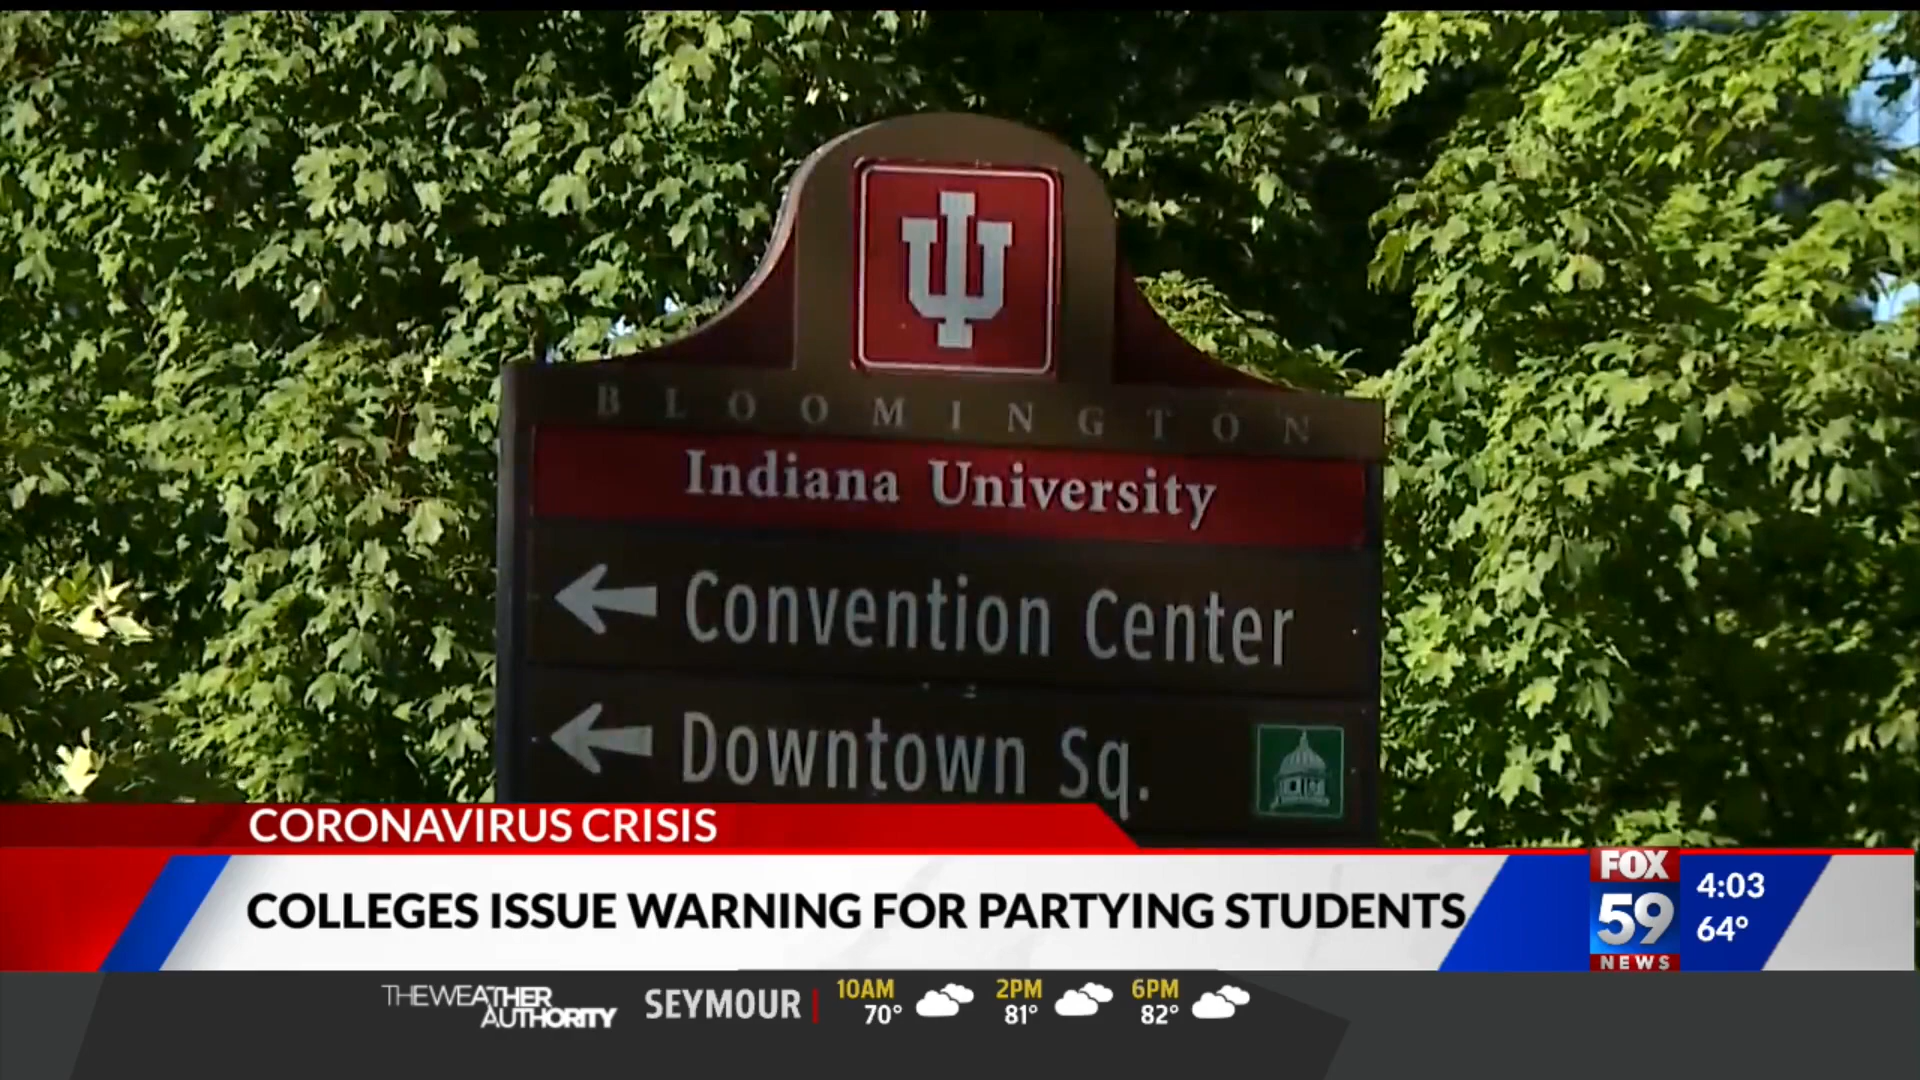 BLOOMINGTON
Indiana University
Convention Center
Downtown Sq.
CORONAVIRUS CRISIS
COLLEGES ISSUE WARNING FOR PARTYING STUDENTS
FOX
59
NEWS
4:03
64°
THE WEATHER
AUTHORITY
SEYMOUR
10AM
70°
2PM
81°
6PM
82°